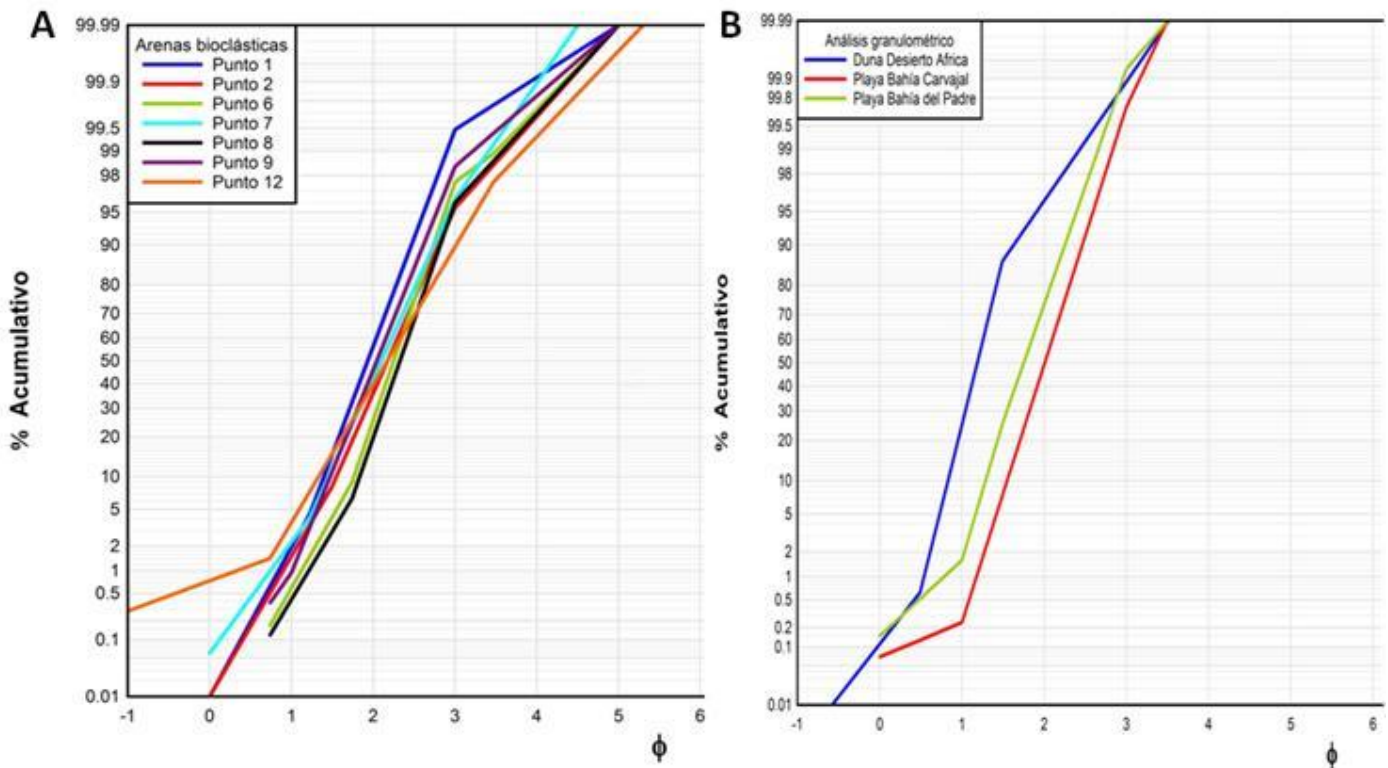 A
Arenas bioclásticas
Punto 1
Punto 2
Punto 6
Punto 7
Punto 8
Punto 9
Punto 12
% Acumulativo
99.99
99.9
99.5
99
98
95
90
80
70
60
50
40
30
20
10
5
2
1
0.5
0.1
0.01
-1 0 1 2 3 4 5 6
ϕ
B
Análisis granulométrico
Duna Desierto Africa
Playa Bahía Carvajal
Playa Bahía del Padre
% Acumulativo
99.99
99.9
99.8
99.5
99
98
95
90
80
70
60
50
40
30
20
10
5
2
1
0.5
0.2
0.1
0.01
-1 0 1 2 3 4 5 6
ϕ